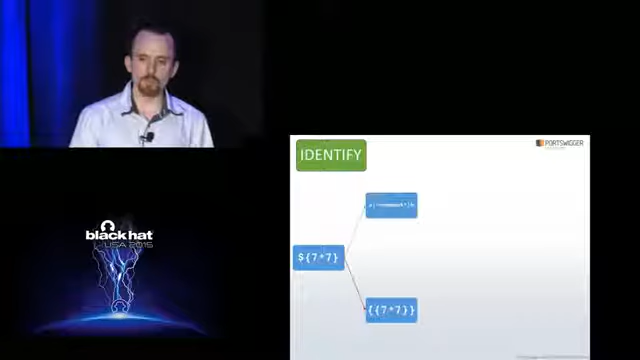 IDENTIFY
PORTSWIGGER
${7*7}
{{7*7}}
black hat
USA 2015